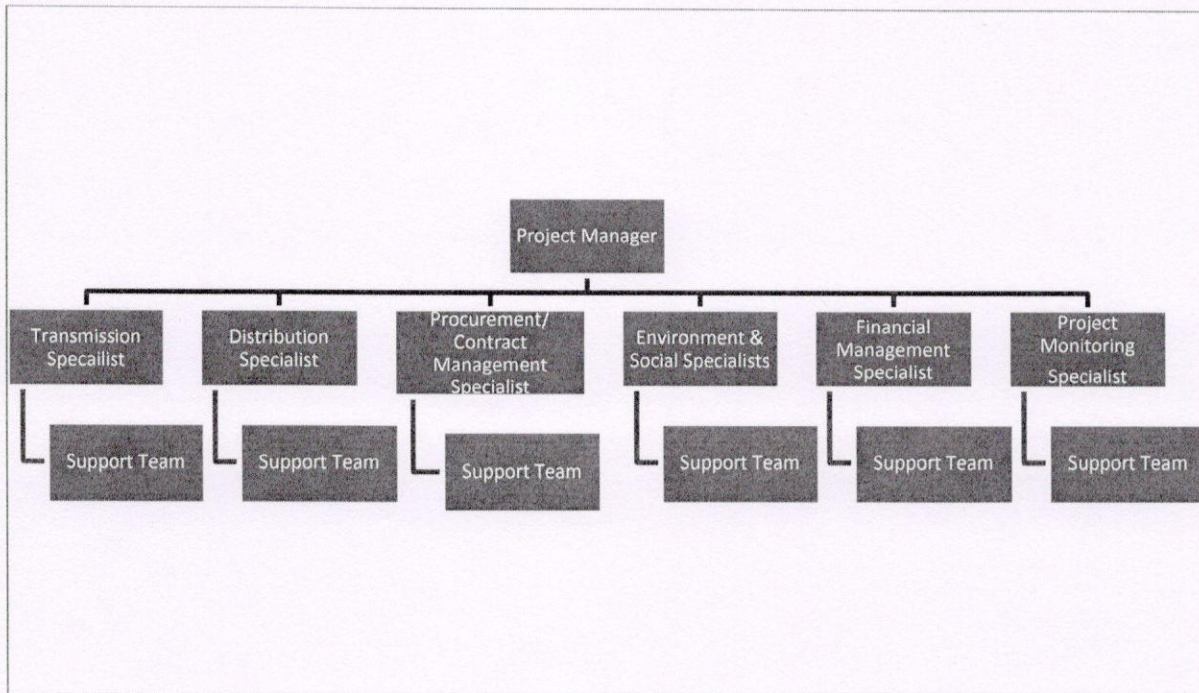 Project Manager
Transmission
Specailist
Distribution
Specialist
Procurement/
Contract
Management
Specialist
Environment &
Social Specialists
Financial
Management
Specialist
Project
Monitoring
Specialist
Support Team
Support Team
Support Team
Support Team
Support Team
Support Team